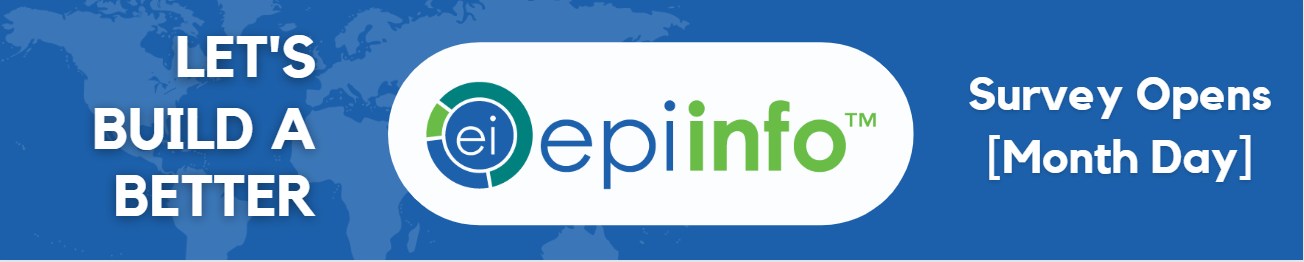 LET'S
BUILD A
BETTER
ei epiinfo™
Survey Opens
[Month Day]